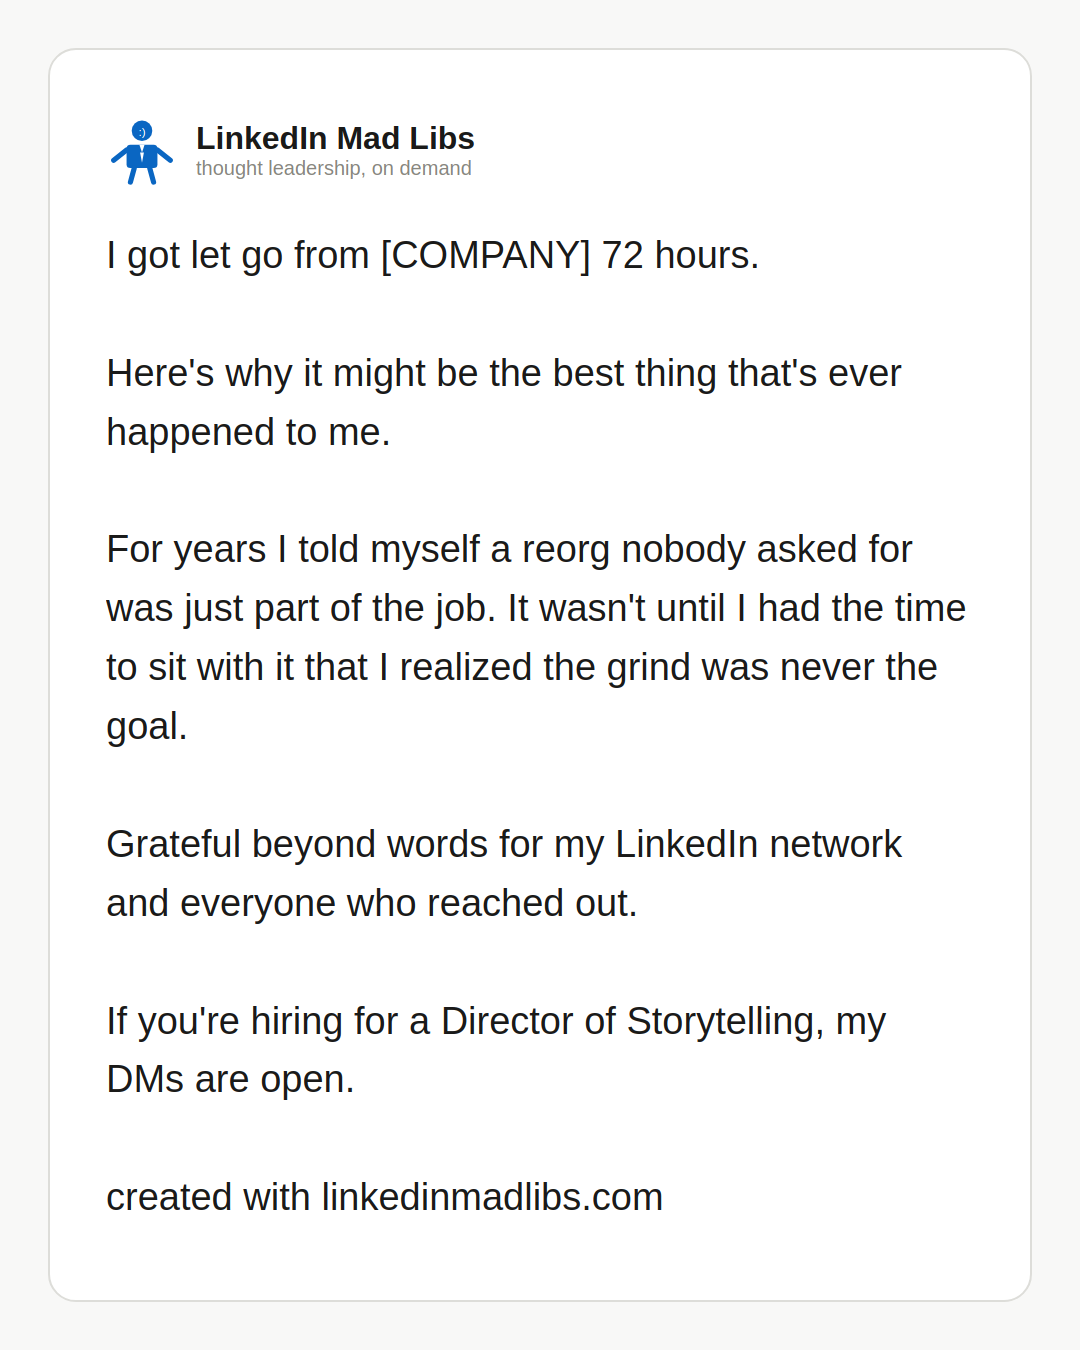 :)
LinkedIn Mad Libs
thought leadership, on demand
I got let go from [COMPANY] 72 hours.
Here's why it might be the best thing that's ever
happened to me.
For years I told myself a reorg nobody asked for
was just part of the job. It wasn't until I had the time
to sit with it that I realized the grind was never the
goal.
Grateful beyond words for my LinkedIn network
and everyone who reached out.
If you're hiring for a Director of Storytelling, my
DMs are open.
created with linkedinmadlibs.com